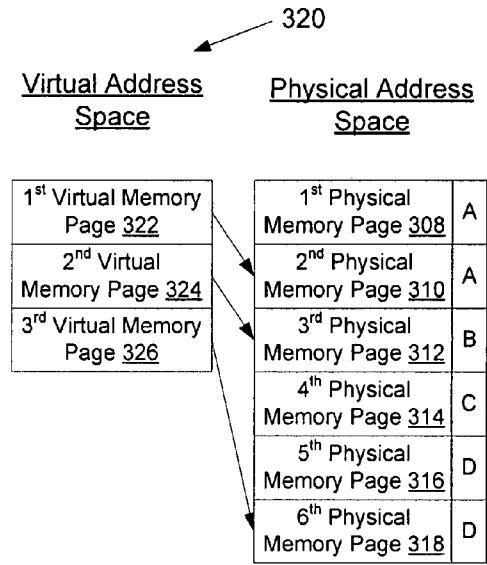 320
Virtual Address
Space
Physical Address
Space
1st Virtual Memory
Page 322
2nd Virtual
Memory Page 324
3rd Virtual Memory
Page 326
1st Physical
Memory Page 308
A
2nd Physical
Memory Page 310
A
3rd Physical
Memory Page 312
B
4th Physical
Memory Page 314
C
5th Physical
Memory Page 316
D
6th Physical
Memory Page 318
D